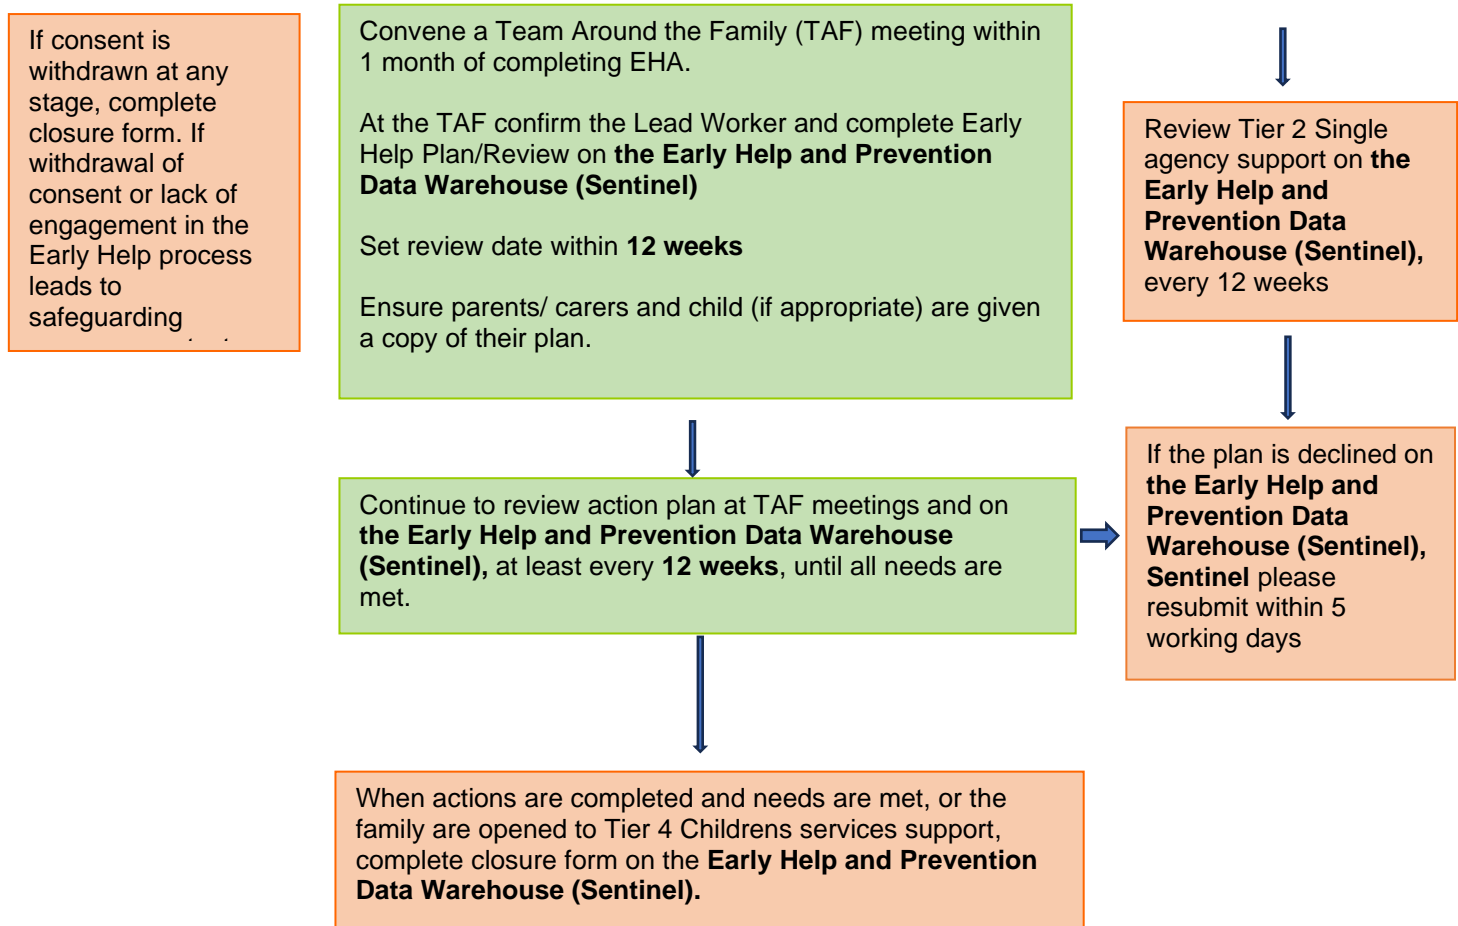 If consent is
withdrawn at any
stage, complete
closure form. If
withdrawal of
consent or lack of
engagement in the
Early Help process
leads to
safeguarding
Convene a Team Around the Family (TAF) meeting within
1 month of completing EHA.
At the TAF confirm the Lead Worker and complete Early
Help Plan/Review on the Early Help and Prevention
Data Warehouse (Sentinel)
Set review date within 12 weeks
Ensure parents/ carers and child (if appropriate) are given
a copy of their plan.
Review Tier 2 Single
agency support on the
Early Help and
Prevention Data
Warehouse (Sentinel),
every 12 weeks
Continue to review action plan at TAF meetings and on
the Early Help and Prevention Data Warehouse
(Sentinel), at least every 12 weeks, until all needs are
met.
If the plan is declined on
the Early Help and
Prevention Data
Warehouse (Sentinel),
Sentinel please
resubmit within 5
working days
When actions are completed and needs are met, or the
family are opened to Tier 4 Childrens services support,
complete closure form on the Early Help and Prevention
Data Warehouse (Sentinel).